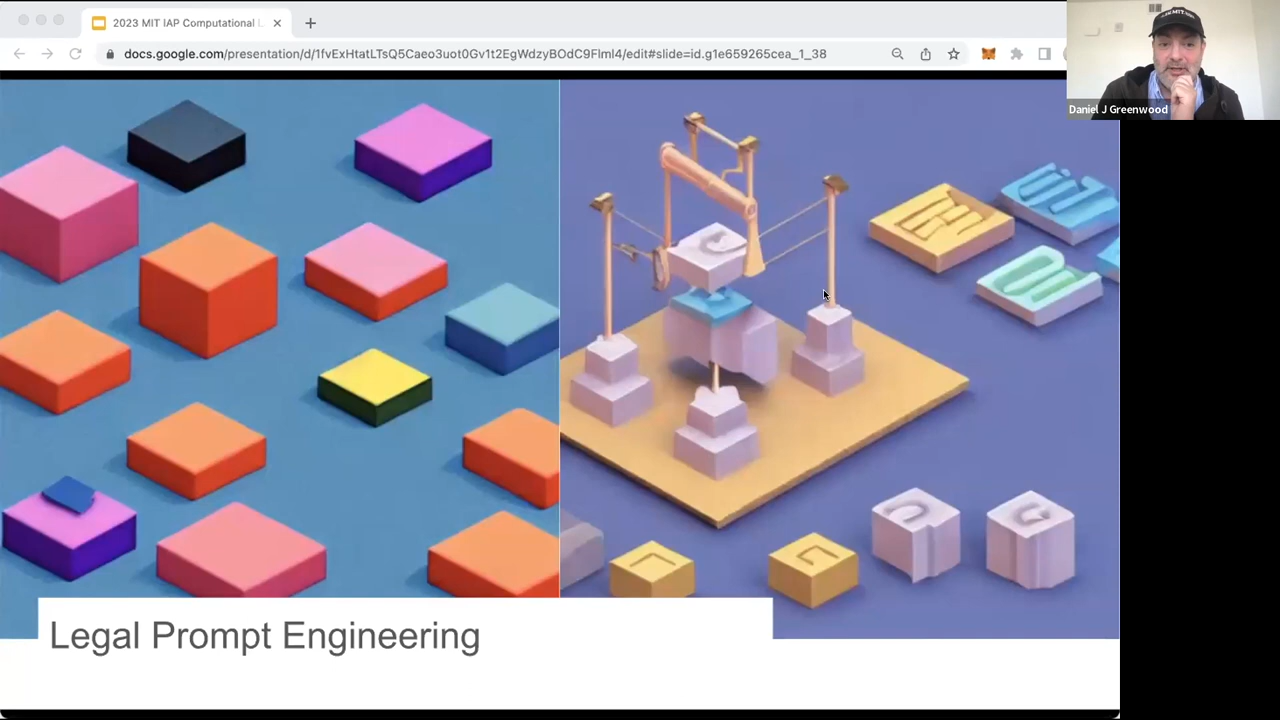 2023 MIT IAP Computational L
docs.google.com/presentation/d/1fvExHtatLTsQ5Caeo3uot0Gv1t2EgWdzyBOdC9Flml4/edit#slide=id.g1e659265cea_1_38
Daniel J Greenwood
Legal Prompt Engineering